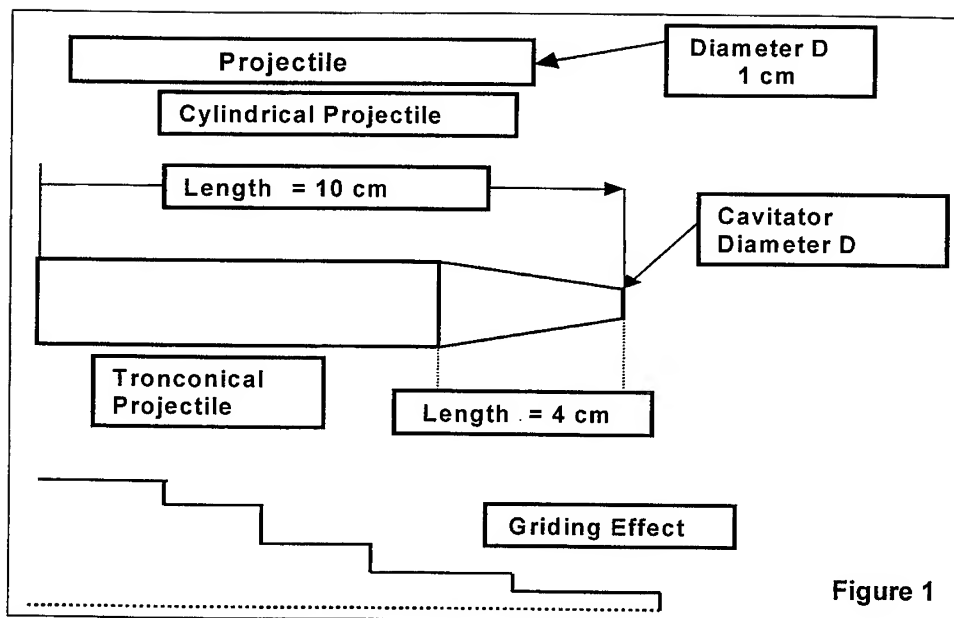 Projectile
Diameter D
1 cm
Cylindrical Projectile
Length = 10 cm
Cavitator
Diameter D
Tronconical
Projectile
Length = 4 cm
Griding Effect
Figure 1